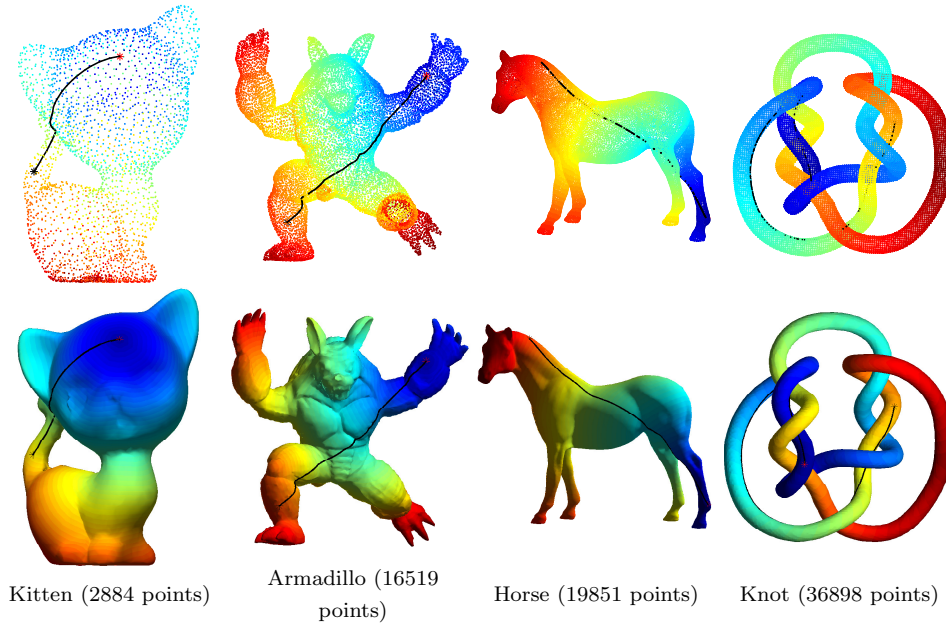 Kitten (2884 points)
Armadillo (16519
points)
Horse (19851 points)
Knot (36898 points)